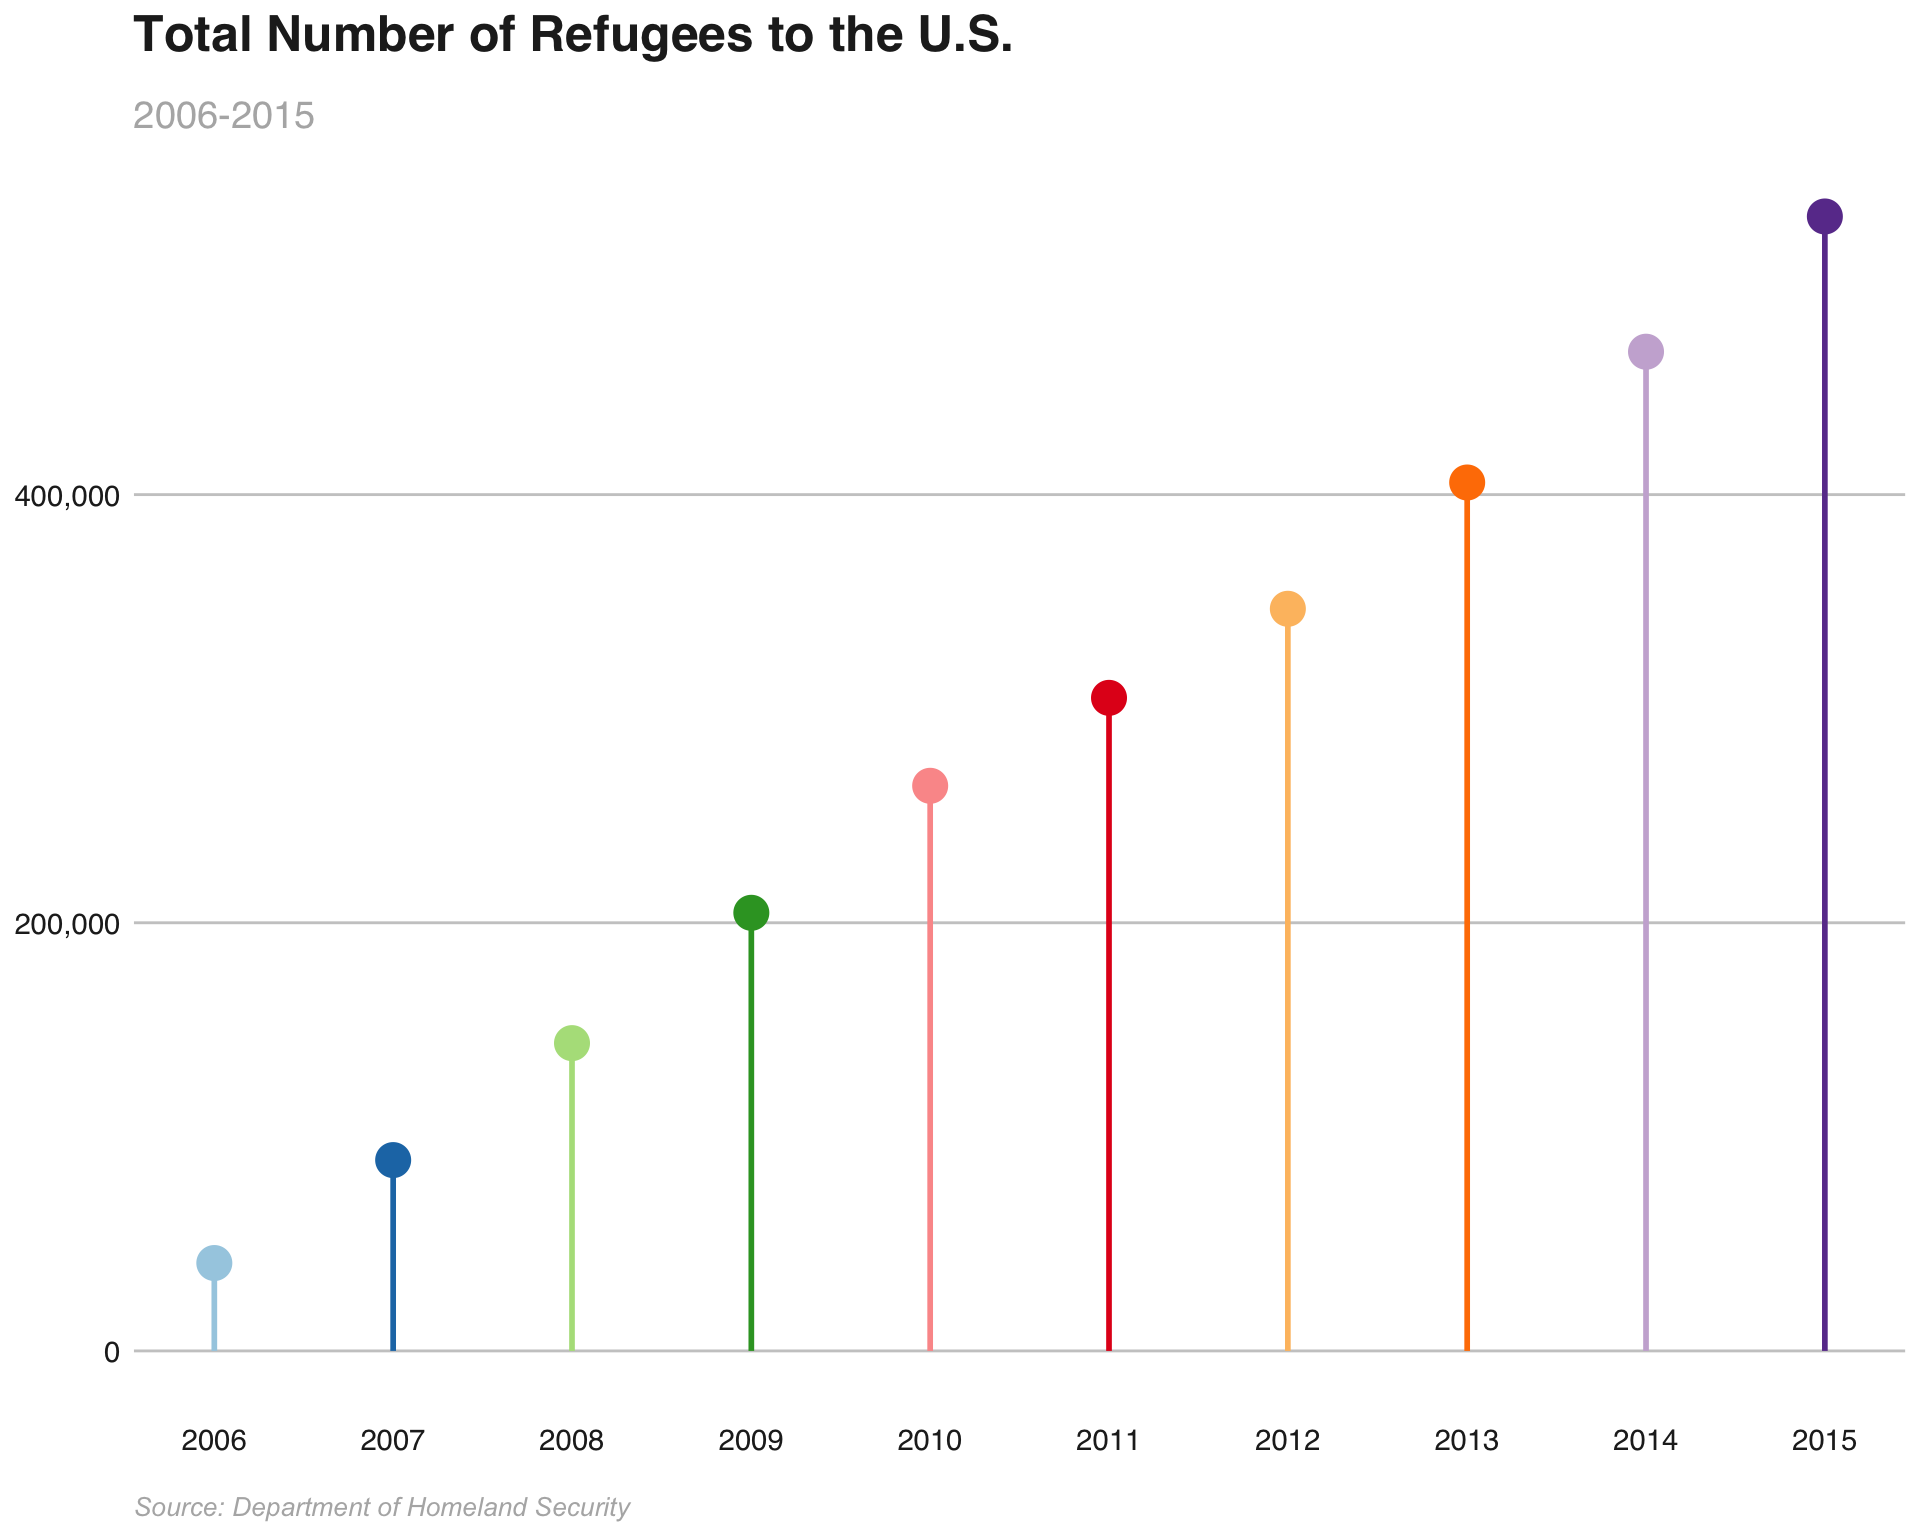 Total Number of Refugees to the U.S.
2006-2015
400,000
200,000
0
2006 2007 2008 2009 2010 2011 2012 2013 2014 2015
Source: Department of Homeland Security